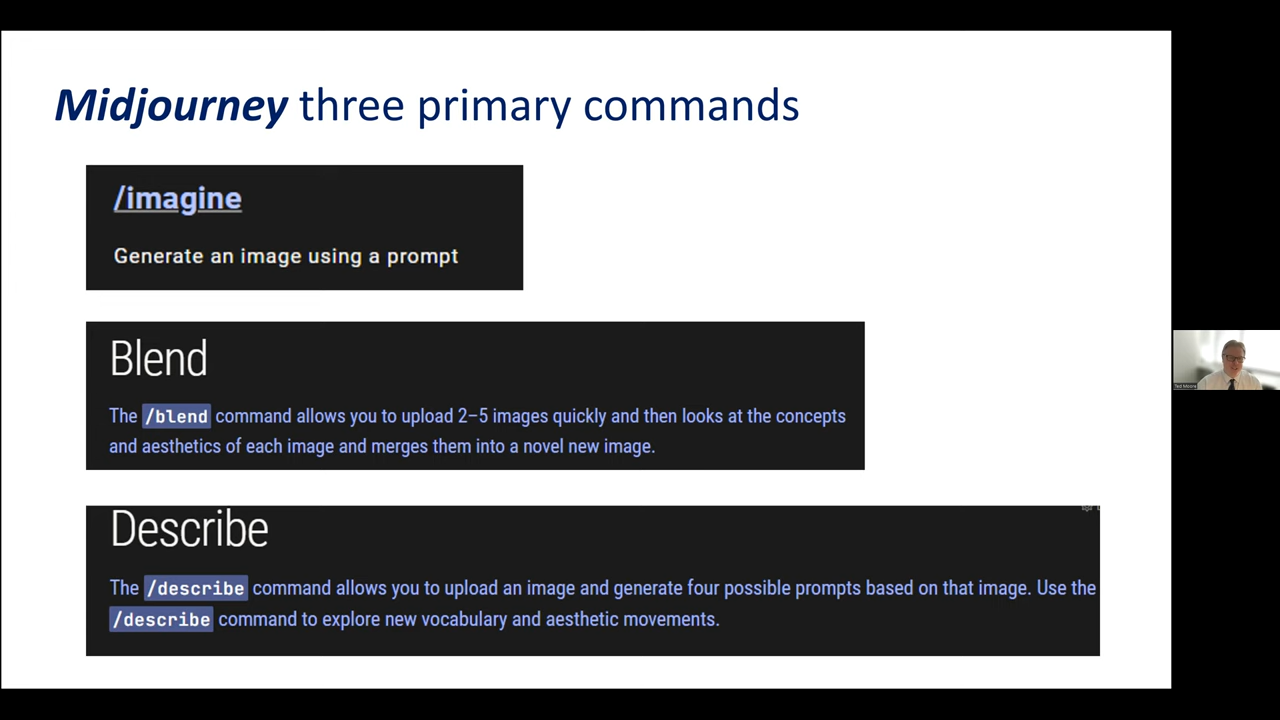 Midjourney three primary commands
/imagine
Generate an image using a prompt
Blend
The /blend command allows you to upload 2–5 images quickly and then looks at the concepts
and aesthetics of each image and merges them into a novel new image.
Describe
The /describe command allows you to upload an image and generate four possible prompts based on that image. Use the
/describe command to explore new vocabulary and aesthetic movements.
Ted Moore